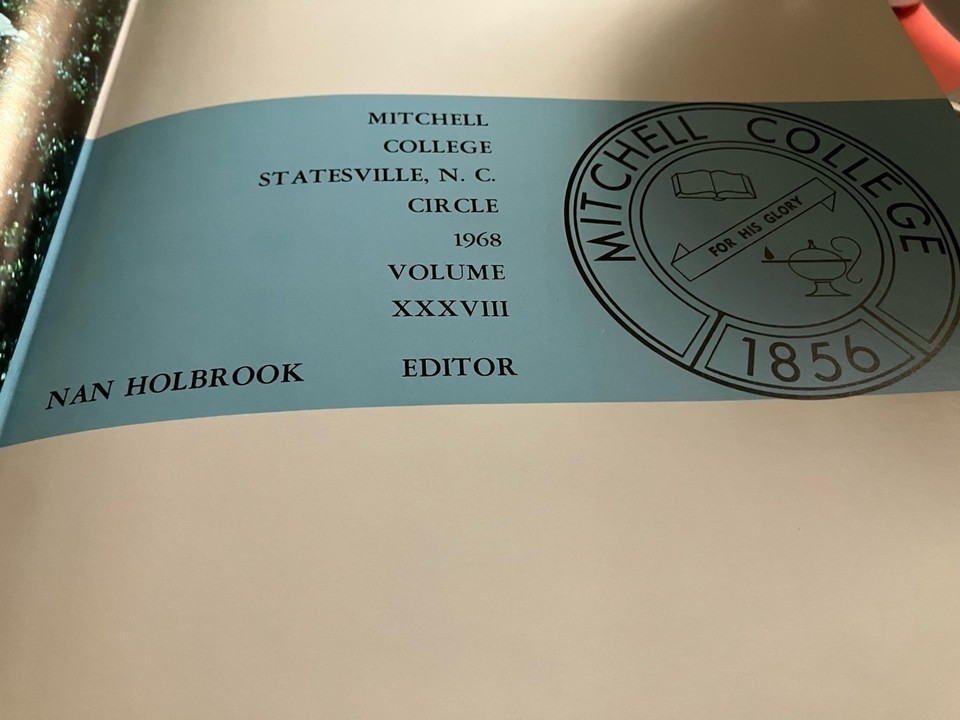 MITCHELL
COLLEGE
STATESVILLE, N. C.
CIRCLE
1968
VOLUME
XXXVIII
NAN HOLBROOK EDITOR
MITCHELL COLLEGE
FOR HIS GLORY
1856